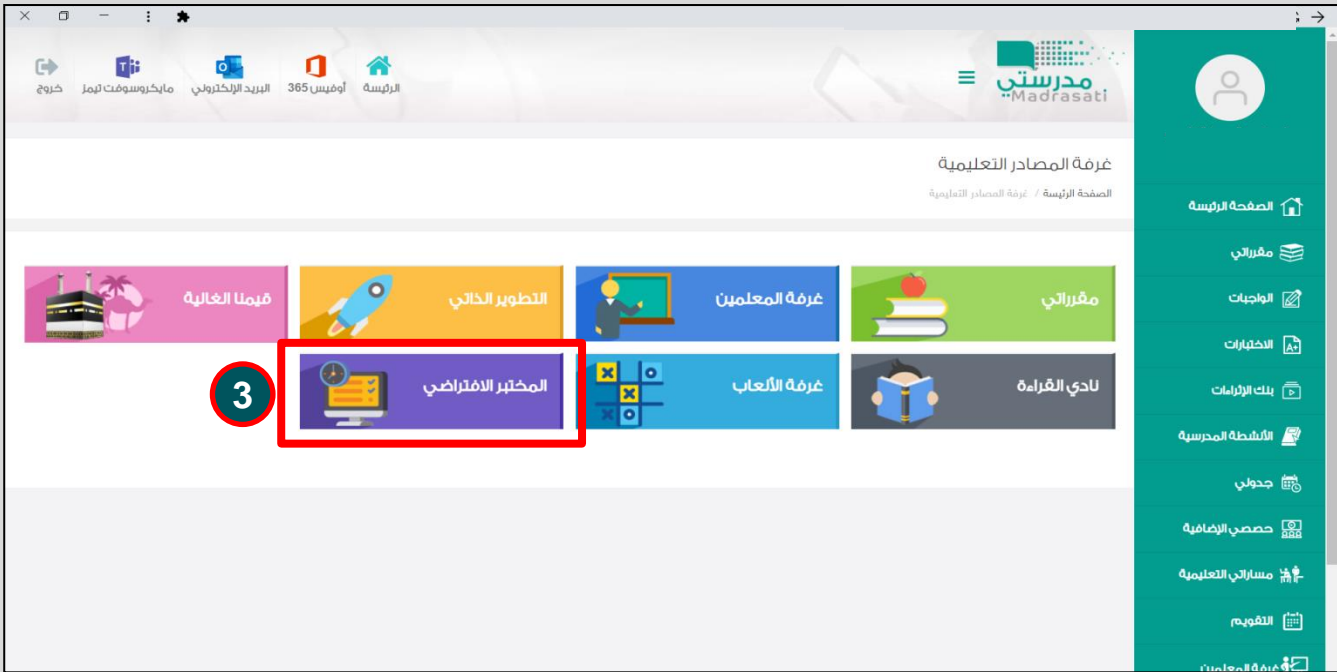 الرئيسة
أوفيس 365
البريد الإلكتروني
مايكروسوفت تيمز
خروج
مدرستي
Madrasati
غرفة المصادر التعليمية
الصفحة الرئيسة / غرفة المصادر التعليمية
مقرراتي
غرفة المعلمين
التطوير الذاتي
قيمنا الغالية
نادي القراءة
غرفة الألعاب
المختبر الافتراضي
3
الصفحة الرئيسة
مقرراتي
الواجبات
الاختبارات
بنك الإثراءات
الأنشطة المدرسية
جدولي
حصصي الإضافية
مساراتي التعليمية
التقويم
غرفة المعلمين